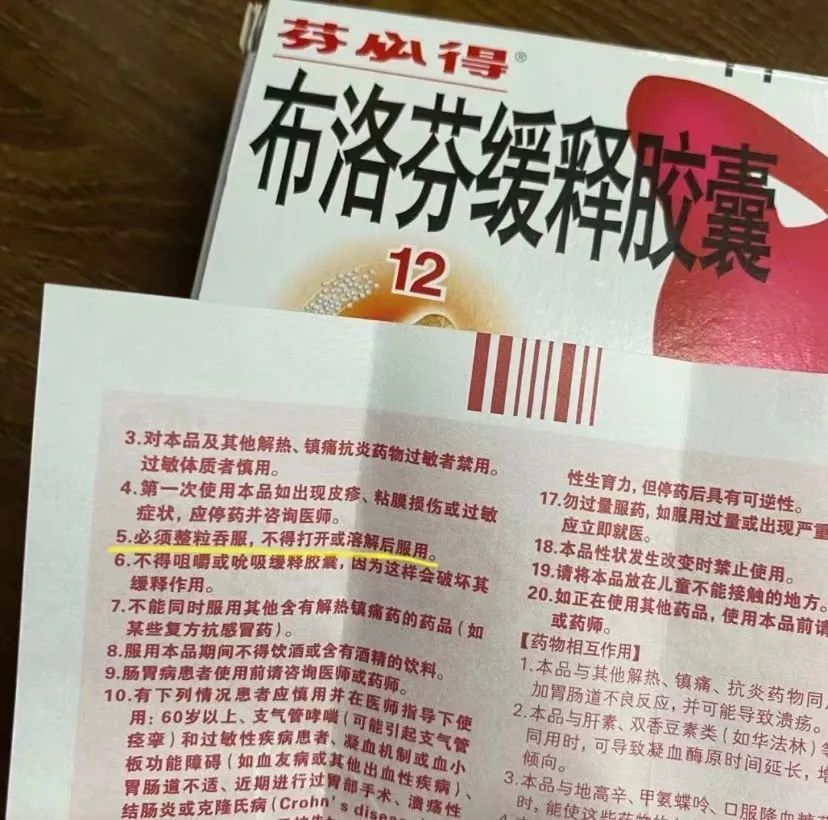 芬必得®
布洛芬缓释胶囊
12
3.对本品及其他解热、镇痛抗炎药物过敏者禁用。
过敏体质者慎用。
4.第一次使用本品如出现皮疹、粘膜损伤或过敏
症状，应停药并咨询医师。
5.必须整粒吞服，不得打开或溶解后服用。
6.不得咀嚼或吮吸缓释胶囊，因为这样会破坏其
缓释作用。
7.不能同时服用其他含有解热镇痛药的药品（如
某些复方抗感冒药）。
8.服用本品期间不得饮酒或含有酒精的饮料。
9.肠胃病患者使用前请咨询医师或药师。
10.有下列情况患者应慎用并在医师指导下使
用：60岁以上、支气管哮喘（可能引起支气管
痉挛）和过敏性疾病患者、凝血机制或血小
板功能障碍（如血友病或其他出血性疾病）、
胃肠道不适、近期进行过胃部手术、溃疡性
结肠炎或克隆氏病（Crohn's disea
性生育力，但停药后具有可逆性。
17.勿过量服药，如服用过量或出现严重
应立即就医。
18.本品性状发生改变时禁止使用。
19.请将本品放在儿童不能接触的地方。
20.如正在使用其他药品，使用本品前请
或药师。
【药物相互作用】
1.本品与其他解热、镇痛、抗炎药物同
加胃肠道不良反应，并可能导致溃疡。
2.本品与肝素、双香豆素类（如华法林）等
同用时，可导致凝血酶原时间延长，增
倾向。
3.本品与地高辛、甲氨蝶呤、口服降血糖
时，能使这些药物的